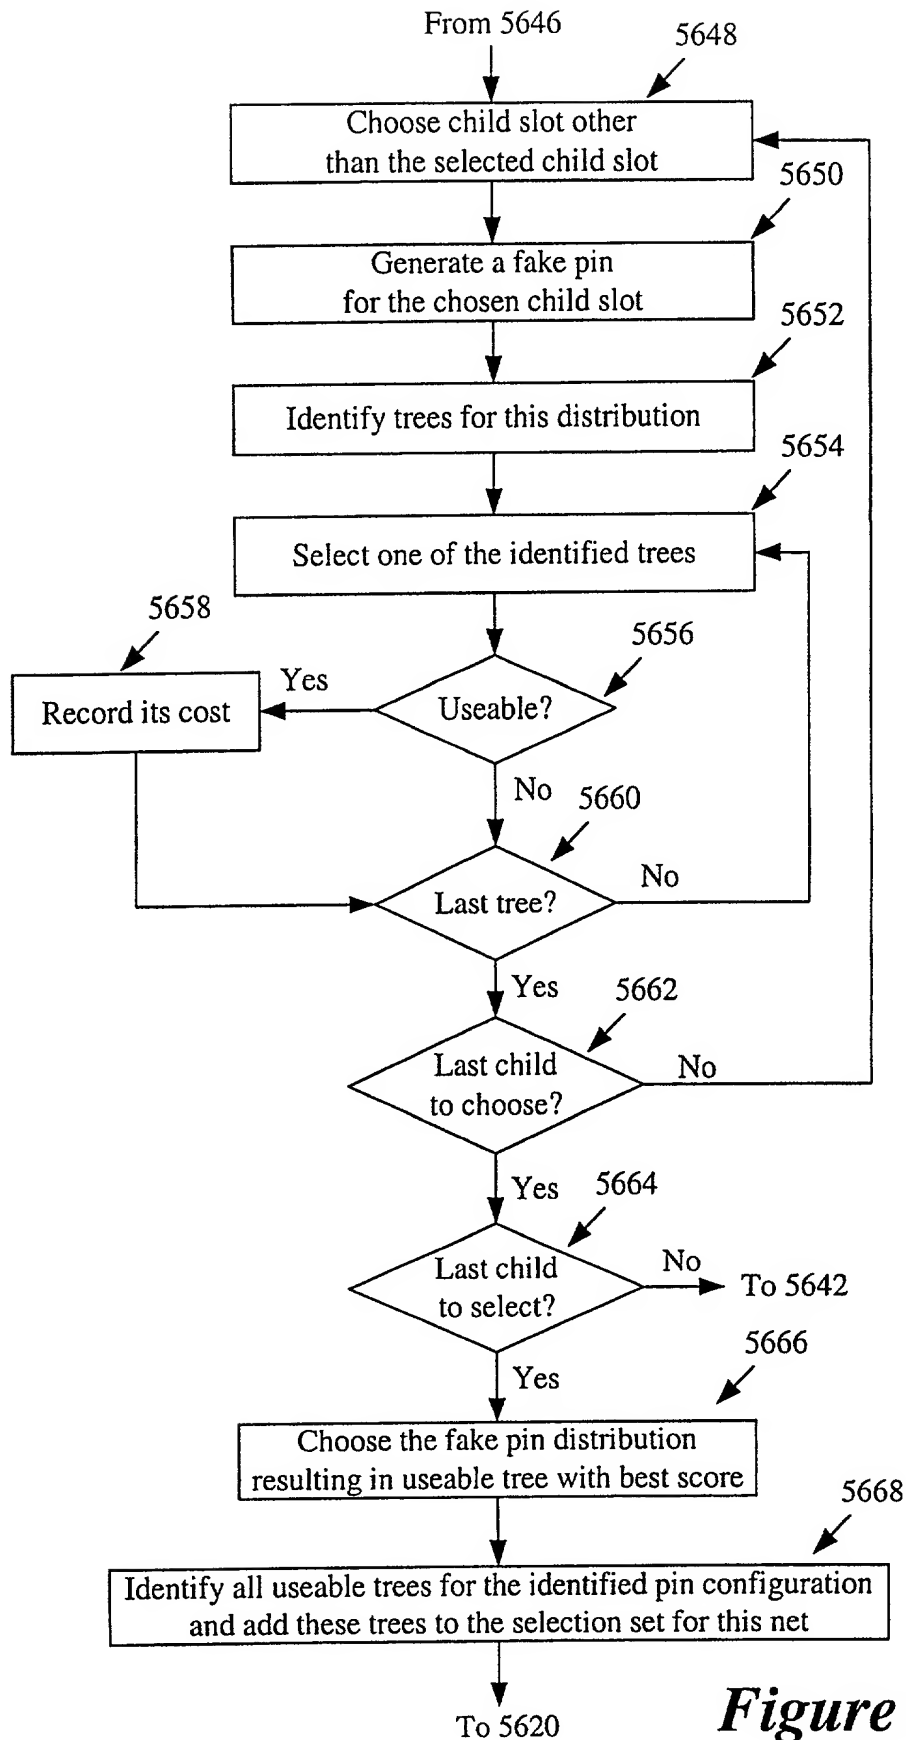 From 5646
5648
Choose child slot other
than the selected child slot
5650
Generate a fake pin
for the chosen child slot
5652
Identify trees for this distribution
5654
Select one of the identified trees
5658
5656
Yes
Record its cost
Useable?
No
5660
Last tree?
No
Yes
5662
Last child
to choose?
No
Yes
5664
Last child
to select?
No
To 5642
5666
Yes
Choose the fake pin distribution
resulting in useable tree with best score
5668
Identify all useable trees for the identified pin configuration
and add these trees to the selection set for this net
To 5620
Figure